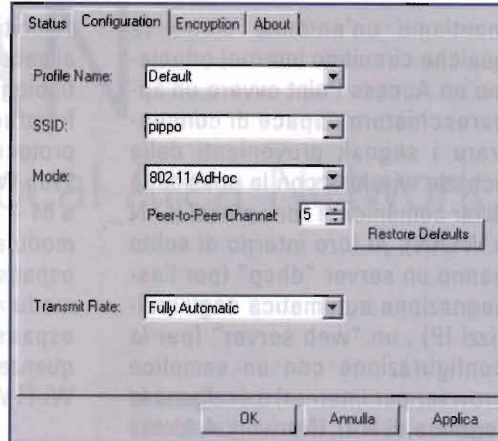 Status Configuration Encryption About
Profile Name: Default
SSID: pippo
Mode: 802.11 AdHoc
Peer-to-Peer Channel: 5
Restore Defaults
Transmit Rate: Fully Automatic
OK Annulla Applica